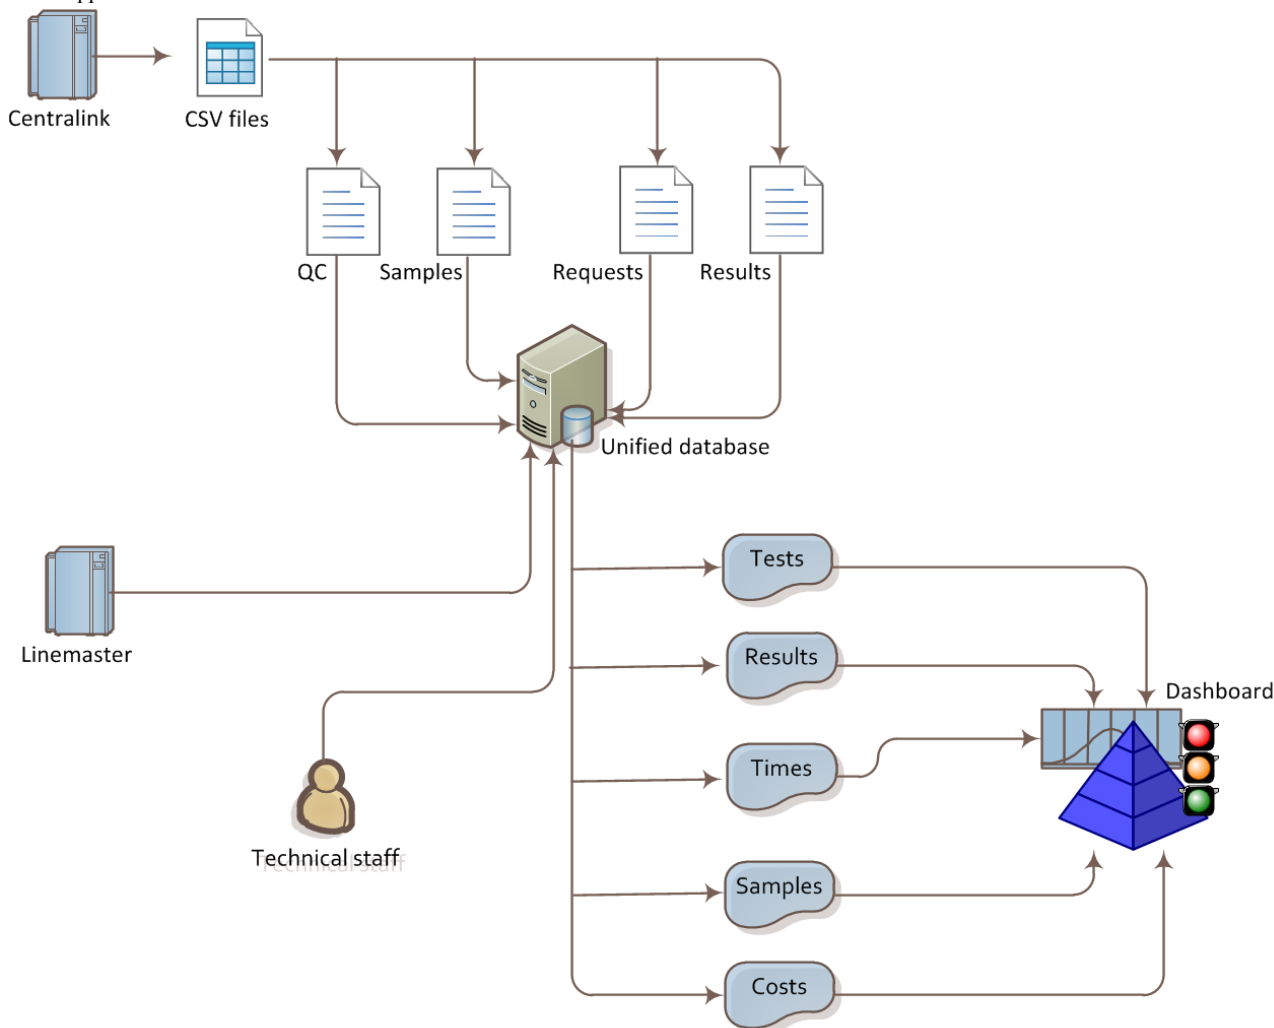 Centralink
CSV files
QC
Samples
Requests
Results
Unified database
Tests
Linemaster
Results
Dashboard
Times
Technical staff
Samples
Costs